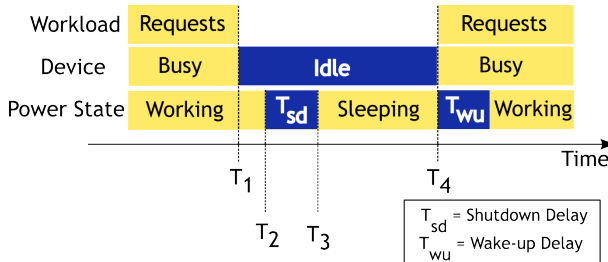 Workload Requests Requests
Device Busy Idle Busy
Power State Working Tsd Sleeping Twu Working
Time
T1 T4
T2 T3
Tsd = Shutdown Delay
Twu = Wake-up Delay